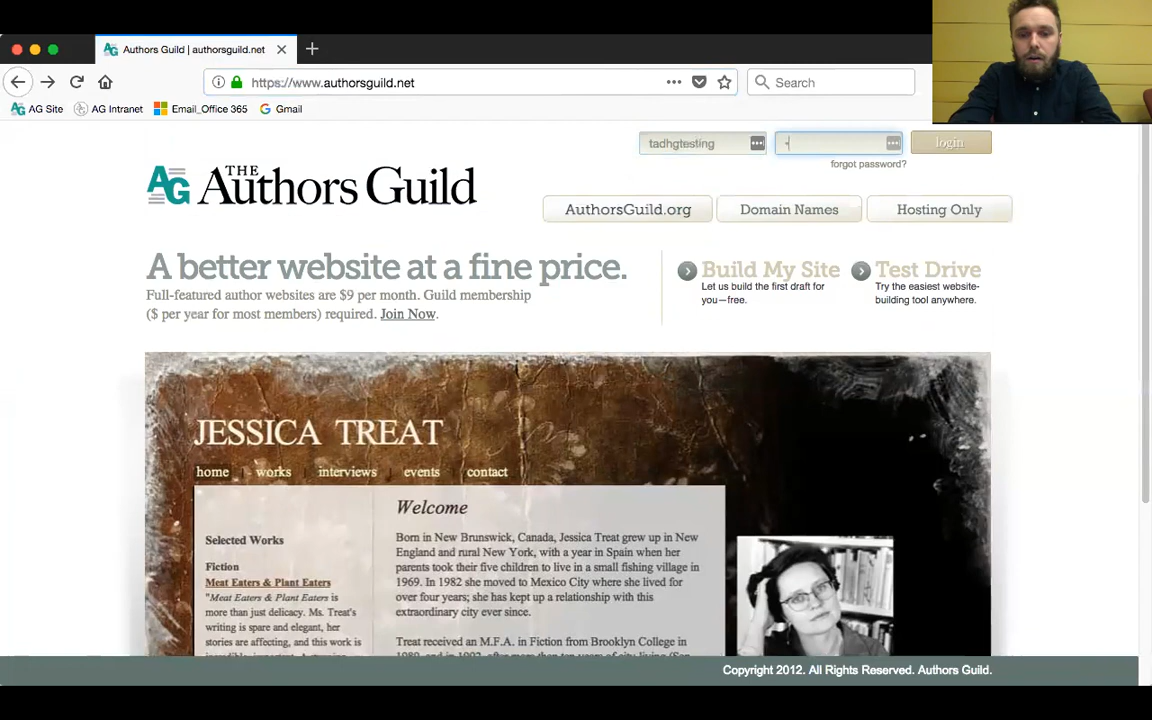 Authors Guild | authorsguild.net
https://www.authorsguild.net
Search
AG Site
AG Intranet
Email_Office 365
Gmail
tadhgtesting
login
forgot password?
AG THE Authors Guild
AuthorsGuild.org
Domain Names
Hosting Only
A better website at a fine price.
Full-featured author websites are $9 per month. Guild membership
($ per year for most members) required. Join Now.
Build My Site
Let us build the first draft for
you—free.
Test Drive
Try the easiest website-
building tool anywhere.
JESSICA TREAT
home | works | interviews | events | contact
Selected Works
Fiction
Meat Eaters & Plant Eaters
"Meat Eaters & Plant Eaters is
more than just delicacy. Ms. Treat's
writing is spare and elegant, her
stories are affecting, and this work is
Welcome
Born in New Brunswick, Canada, Jessica Treat grew up in New
England and rural New York, with a year in Spain when her
parents took their five children to live in a small fishing village in
1969. In 1982 she moved to Mexico City where she lived for
over four years; she has kept up a relationship with this
extraordinary city ever since.
Treat received an M.F.A. in Fiction from Brooklyn College in
Copyright 2012. All Rights Reserved. Authors Guild.